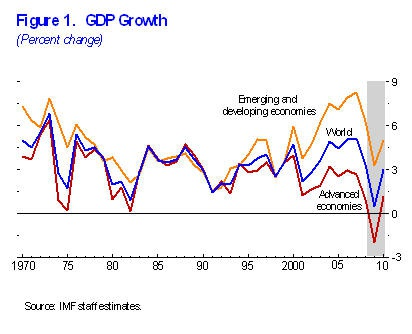 Figure 1. GDP Growth
(Percent change)
9
Emerging and
developing economies
6
World
3
Advanced
economies
0
-3
1970 75 80 85 90 95 2000 05 10
Source: IMF staff estimates.